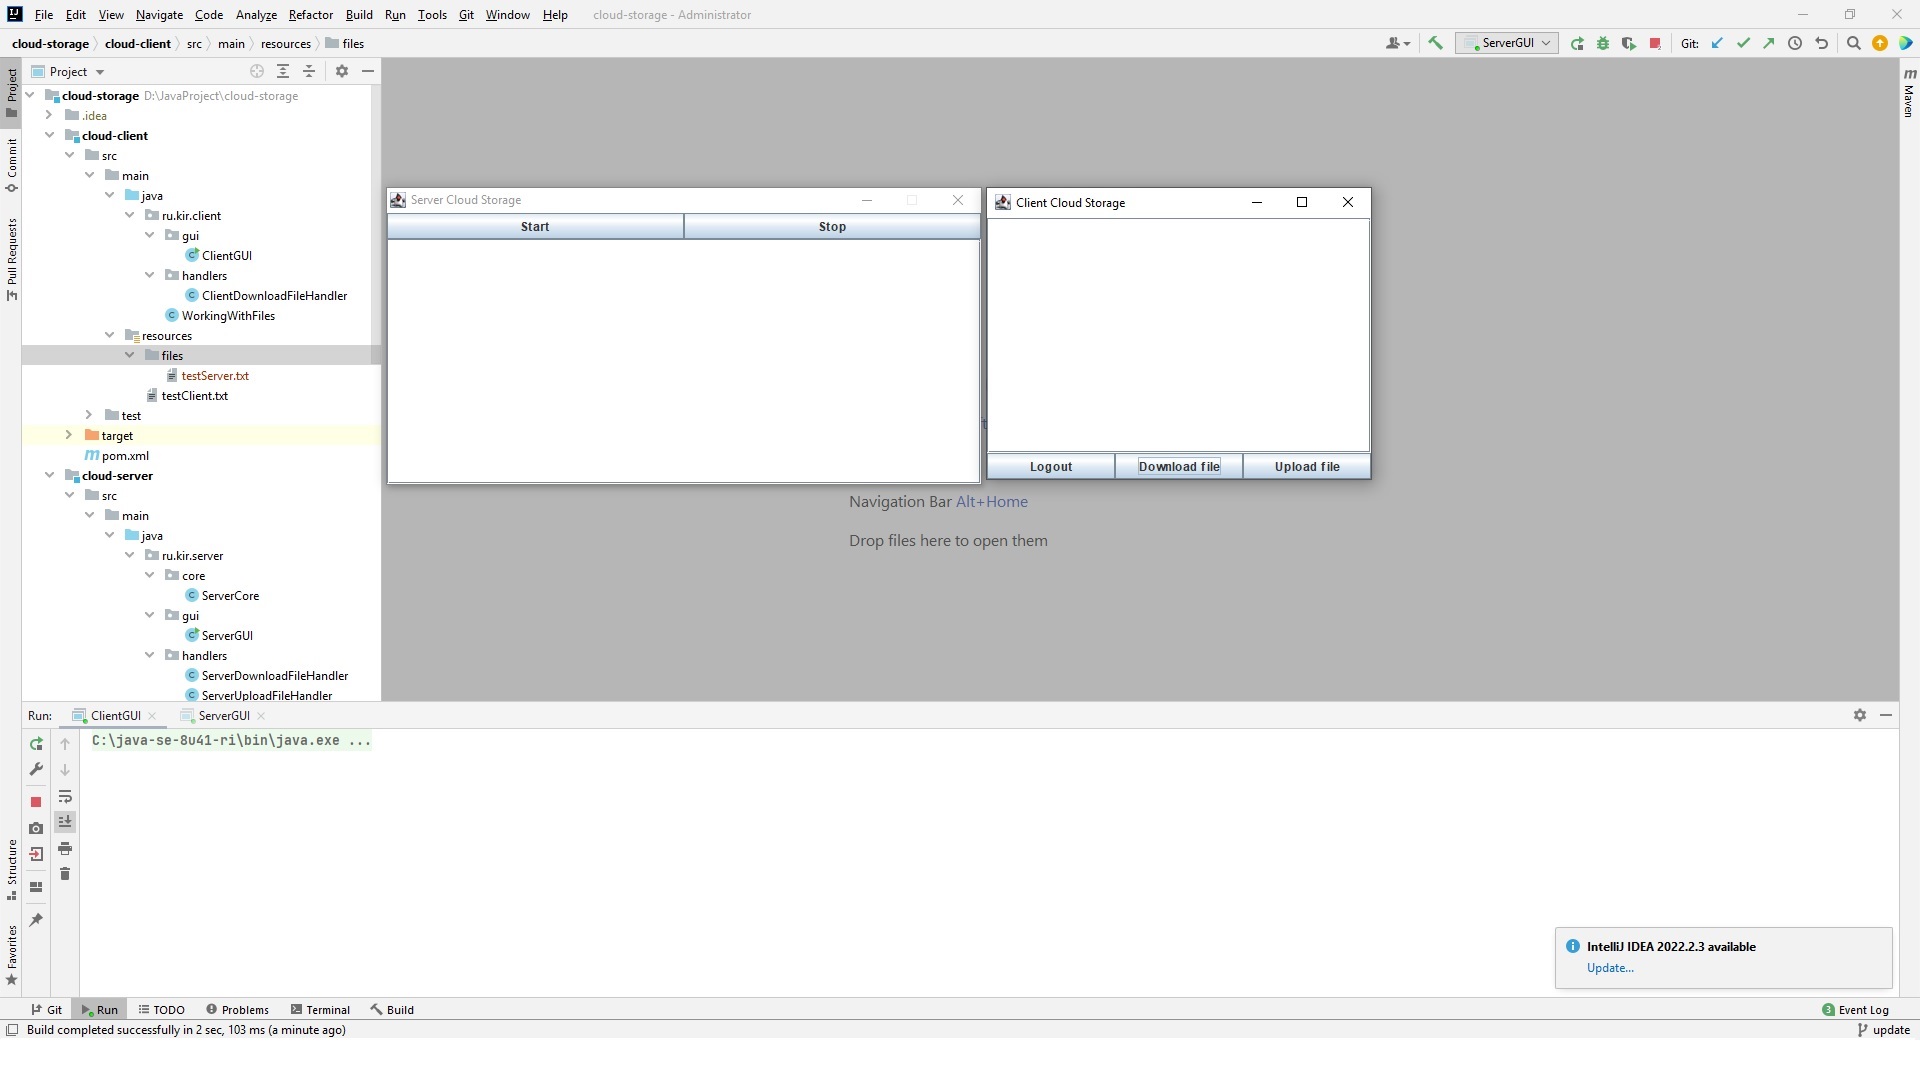 File Edit View Navigate Code Analyze Refactor Build Run Tools Git Window Help cloud-storage - Administrator
cloud-storage cloud-client src main resources files
ServerGUI Git:
Project
Project
Commit
Pull Requests
Structure
Favorites
cloud-storage D:\JavaProject\cloud-storage
.idea
cloud-client
src
main
java
ru.kir.client
gui
ClientGUI
handlers
ClientDownloadFileHandler
WorkingWithFiles
resources
files
testServer.txt
testClient.txt
test
target
pom.xml
cloud-server
src
main
java
ru.kir.server
core
ServerCore
gui
ServerGUI
handlers
ServerDownloadFileHandler
ServerUploadFileHandler
Server Cloud Storage
Start Stop
Client Cloud Storage
Logout Download file Upload file
Navigation Bar Alt+Home
Drop files here to open them
Maven
Run: ClientGUI ServerGUI
C:\java-se-8u41-ri\bin\java.exe ...
IntelliJ IDEA 2022.2.3 available
Update...
Git Run TODO Problems Terminal Build
3 Event Log
Build completed successfully in 2 sec, 103 ms (a minute ago)
update